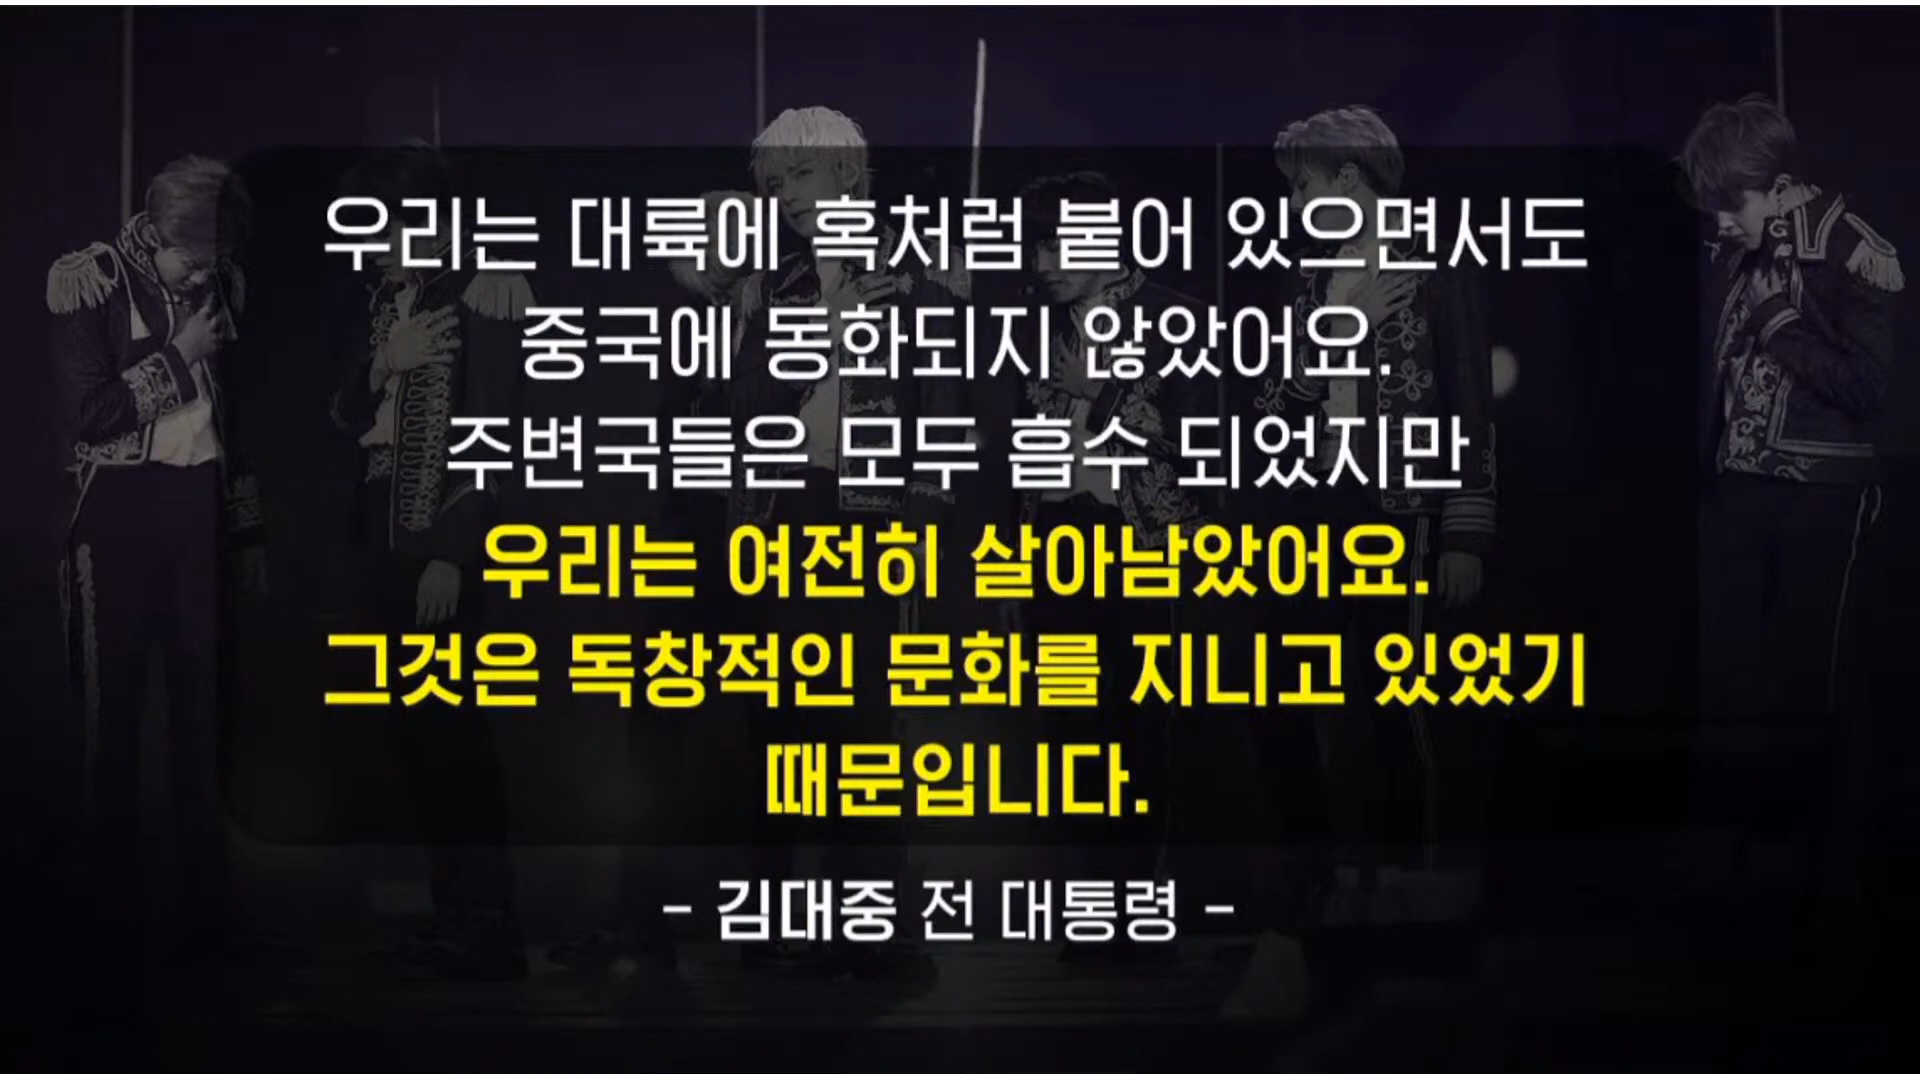 우리는 대륙에 혹처럼 붙어 있으면서도
중국에 동화되지 않았어요.
주변국들은 모두 흡수 되었지만
우리는 여전히 살아남았어요.
그것은 독창적인 문화를 지니고 있었기
때문입니다.
- 김대중 전 대통령 -